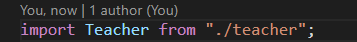 You, now | 1 author (You)
import Teacher from "./teacher";